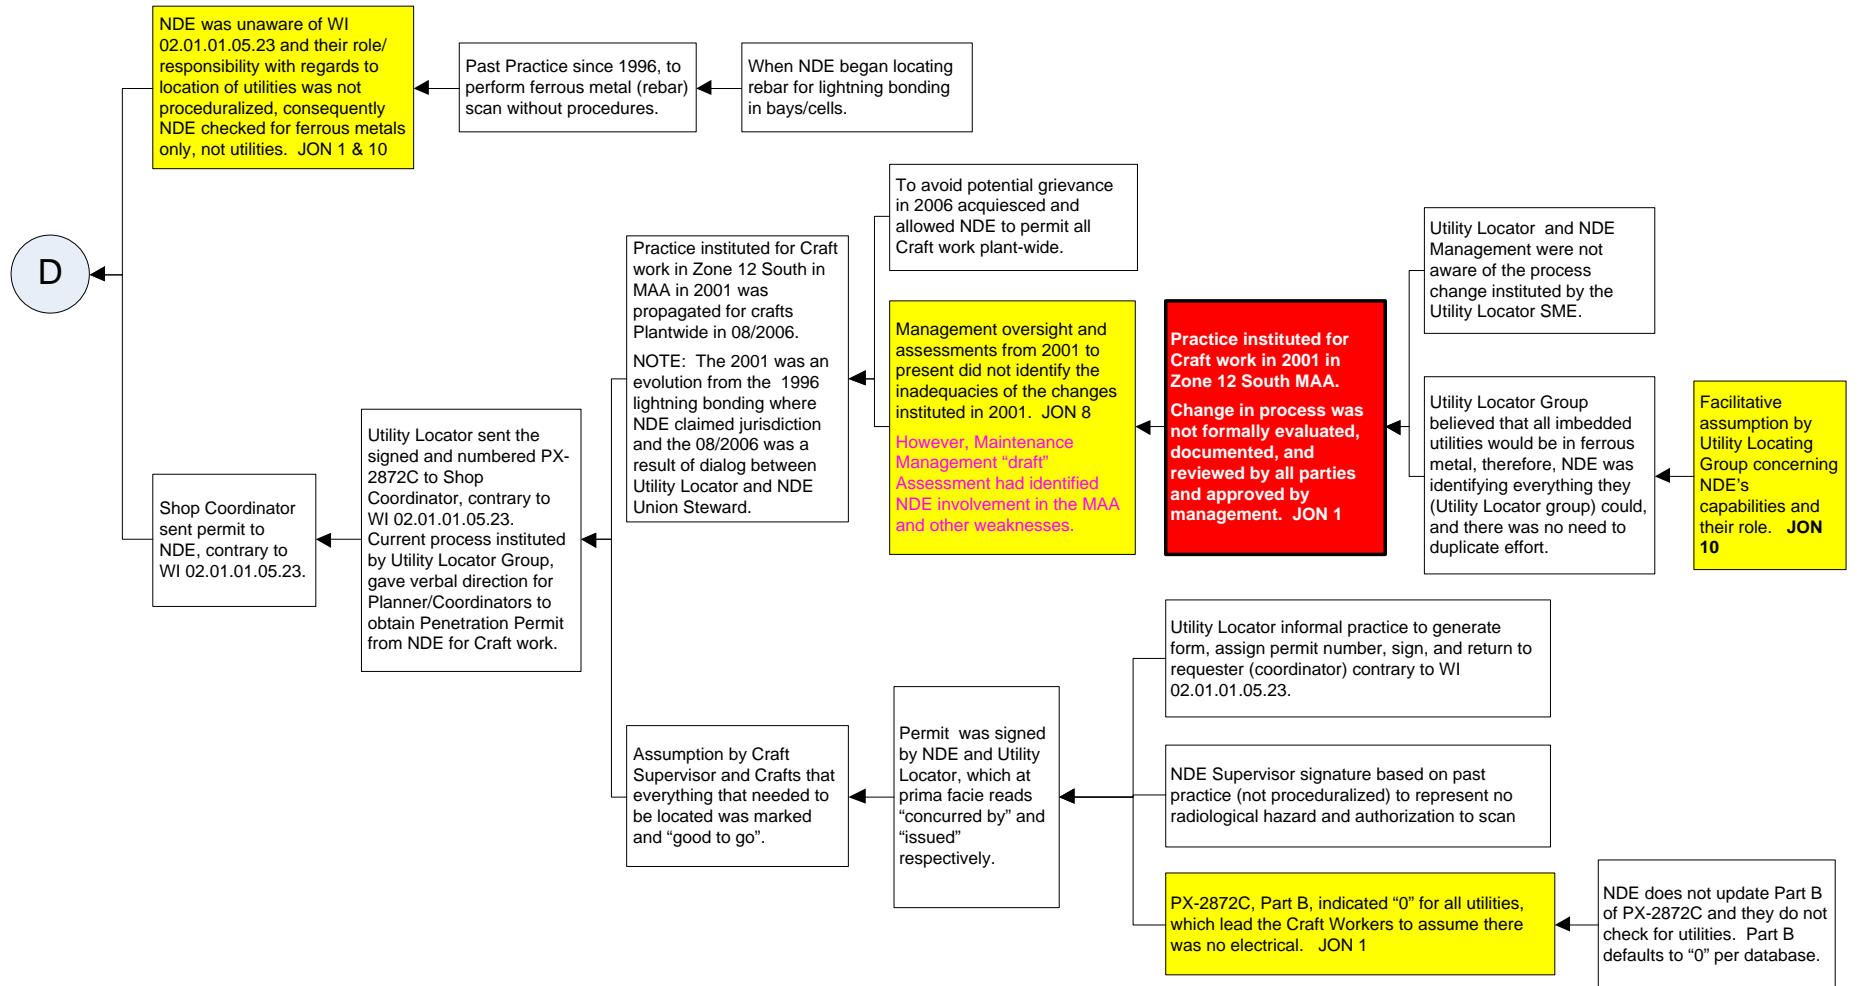 NDE was unaware of WI
02.01.01.05.23 and their role/
responsibility with regards to
location of utilities was not
proceduralized, consequently
NDE checked for ferrous metals
only, not utilities.  JON 1 & 10
Past Practice since 1996, to
perform ferrous metal (rebar)
scan without procedures.
When NDE began locating
rebar for lightning bonding
in bays/cells.
D
Shop Coordinator
sent permit to
NDE, contrary to
WI 02.01.01.05.23.
Utility Locator sent the
signed and numbered PX-
2872C to Shop
Coordinator, contrary to
WI 02.01.01.05.23.
Current process instituted
by Utility Locator Group,
gave verbal direction for
Planner/Coordinators to
obtain Penetration Permit
from NDE for Craft work.
Practice instituted for Craft
work in Zone 12 South in
MAA in 2001 was
propagated for crafts
Plantwide in 08/2006.
NOTE:  The 2001 was an
evolution from the  1996
lightning bonding where
NDE claimed jurisdiction
and the 08/2006 was a
result of dialog between
Utility Locator and NDE
Union Steward.
To avoid potential grievance
in 2006 acquiesced and
allowed NDE to permit all
Craft work plant-wide.
Management oversight and
assessments from 2001 to
present did not identify the
inadequacies of the changes
instituted in 2001.  JON 8
However, Maintenance
Management “draft”
Assessment had identified
NDE involvement in the MAA
and other weaknesses.
Practice instituted for
Craft work in 2001 in
Zone 12 South MAA.
Change in process was
not formally evaluated,
documented, and
reviewed by all parties
and approved by
management.  JON 1
Utility Locator  and NDE
Management were not
aware of the process
change instituted by the
Utility Locator SME.
Utility Locator Group
believed that all imbedded
utilities would be in ferrous
metal, therefore, NDE was
identifying everything they
(Utility Locator group) could,
and there was no need to
duplicate effort.
Facilitative
assumption by
Utility Locating
Group concerning
NDE’s
capabilities and
their role.   JON
10
Assumption by Craft
Supervisor and Crafts that
everything that needed to
be located was marked
and “good to go”.
Permit  was signed
by NDE and Utility
Locator, which at
prima facie reads
“concurred by” and
“issued”
respectively.
Utility Locator informal practice to generate
form, assign permit number, sign, and return to
requester (coordinator) contrary to WI
02.01.01.05.23.
NDE Supervisor signature based on past
practice (not proceduralized) to represent no
radiological hazard and authorization to scan
PX-2872C, Part B, indicated “0” for all utilities,
which lead the Craft Workers to assume there
was no electrical.   JON 1
NDE does not update Part B
of PX-2872C and they do not
check for utilities.  Part B
defaults to “0” per database.